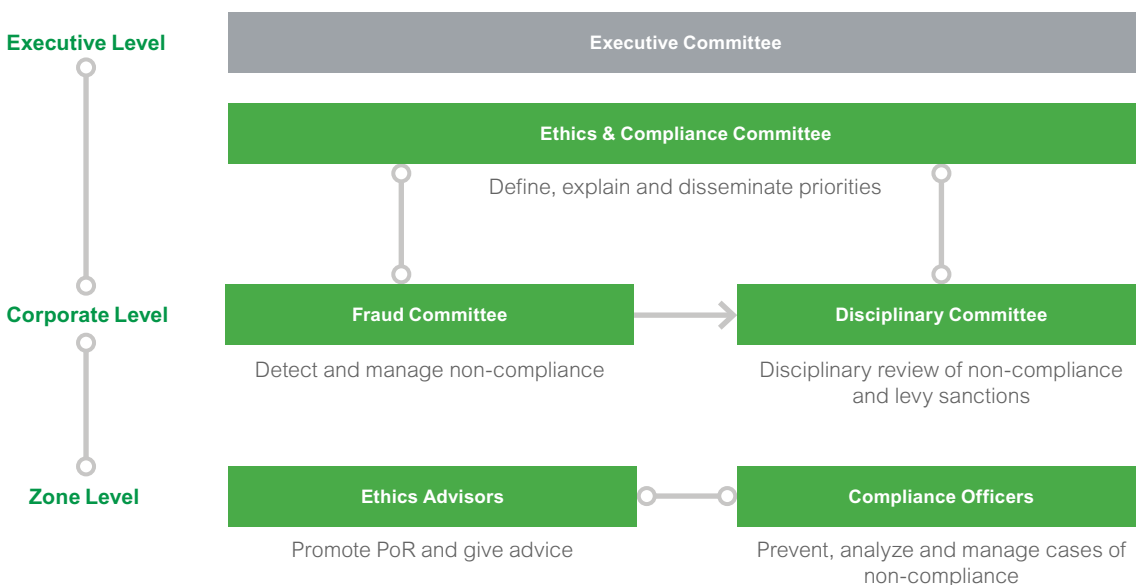 Executive Level
Executive Committee
Ethics & Compliance Committee
Define, explain and disseminate priorities
Corporate Level
Fraud Committee
Disciplinary Committee
Detect and manage non-compliance
Disciplinary review of non-compliance
and levy sanctions
Zone Level
Ethics Advisors
Compliance Officers
Promote PoR and give advice
Prevent, analyze and manage cases of
non-compliance